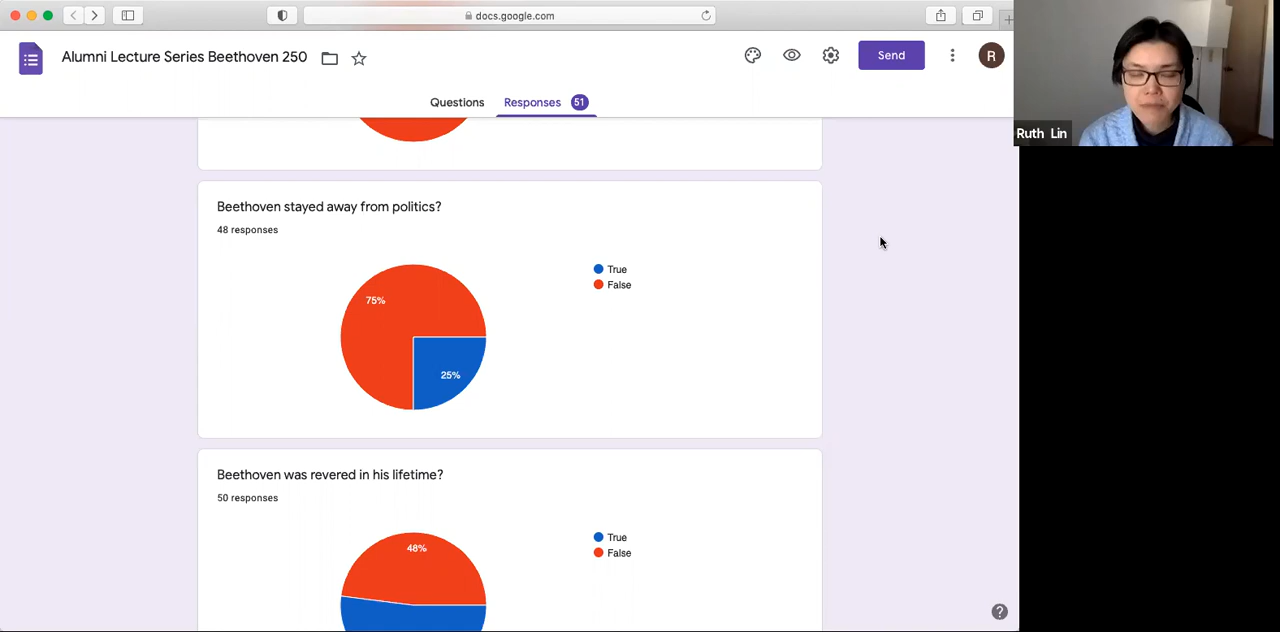 docs.google.com
Alumni Lecture Series Beethoven 250
Send
R
Questions
Responses 51
Ruth Lin
Beethoven stayed away from politics?
48 responses
True
False
75%
25%
Beethoven was revered in his lifetime?
50 responses
True
False
48%
?